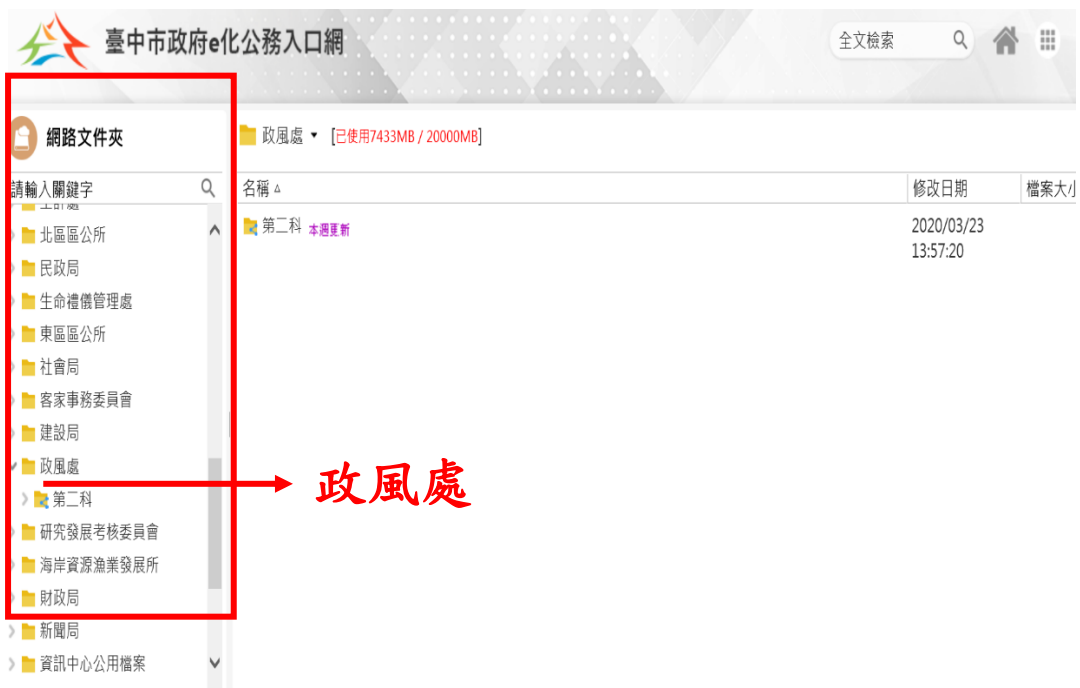 臺中市政府e化公務入口網
全文檢索
網路文件夾
請輸入關鍵字
北區區公所
民政局
生命禮儀管理處
東區區公所
社會局
客家事務委員會
建設局
政風處
第二科
研究發展考核委員會
海岸資源漁業發展所
財政局
新聞局
資訊中心公用檔案
政風處 [已使用7433MB / 20000MB]
名稱 修改日期 檔案大小
第二科 本週更新 2020/03/23
13:57:20
政風處